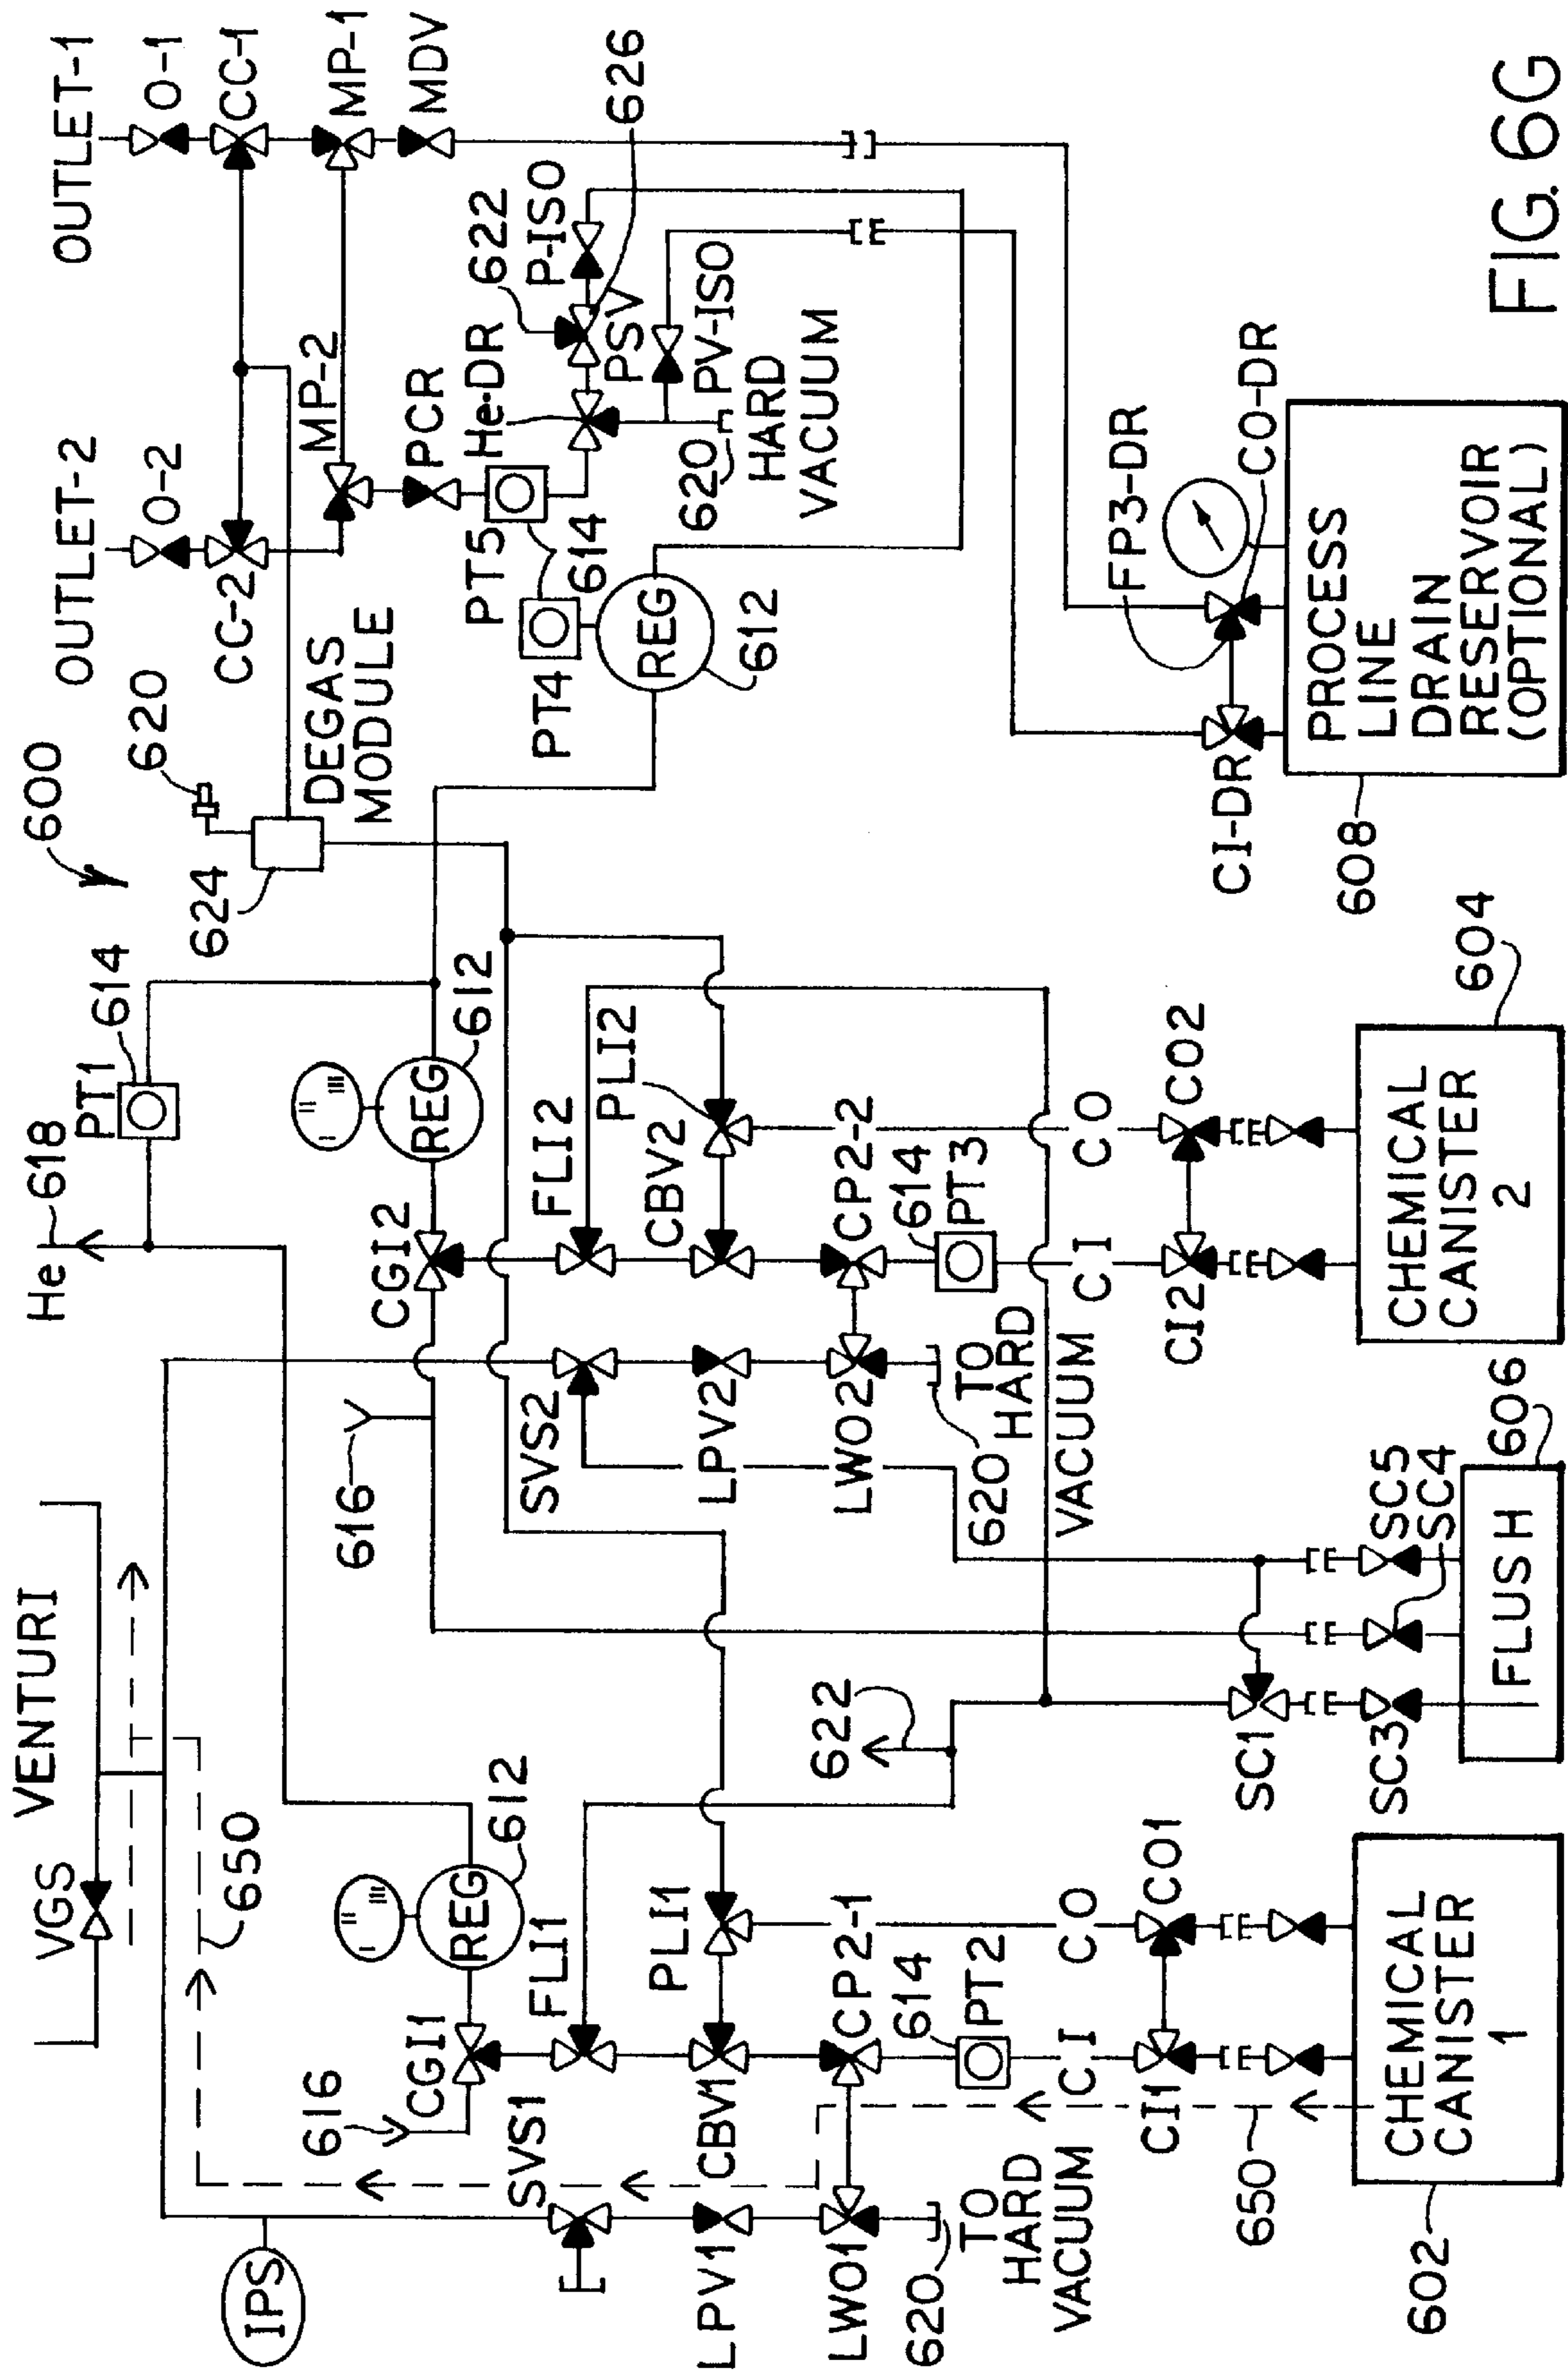 VENTURI
VGS
IPS
650
612
REG
616
CGI1
FLI1
SVS1
PLI1
CBV1
LPV1
CP2-1
LW01
614
PT2
620
TO
HARD
VACUUM
CI
CO
CI1
CO1
650
CHEMICAL
CANISTER
1
602
He
618
PT1
614
616
612
REG
CGI2
FLI2
SVS2
PLI2
CBV2
LPV2
CP2-2
LW02
614
PT3
620
TO
HARD
VACUUM
CI
CO
CI2
CO2
CHEMICAL
CANISTER
2
604
622
SC1
SC3
SC5
SC4
FLUSH
606
600
620
624
DEGAS
MODULE
OUTLET-2
O-2
CC-2
MP-2
PCR
PT5
614
PT4
REG
612
OUTLET-1
O-1
CC-1
MP-1
MDV
626
622
P-ISO
PSV
He-DR
PV-ISO
620
HARD
VACUUM
FP3-DR
CO-DR
CI-DR
PROCESS
LINE
DRAIN
RESERVOIR
(OPTIONAL)
608
FIG. 6G